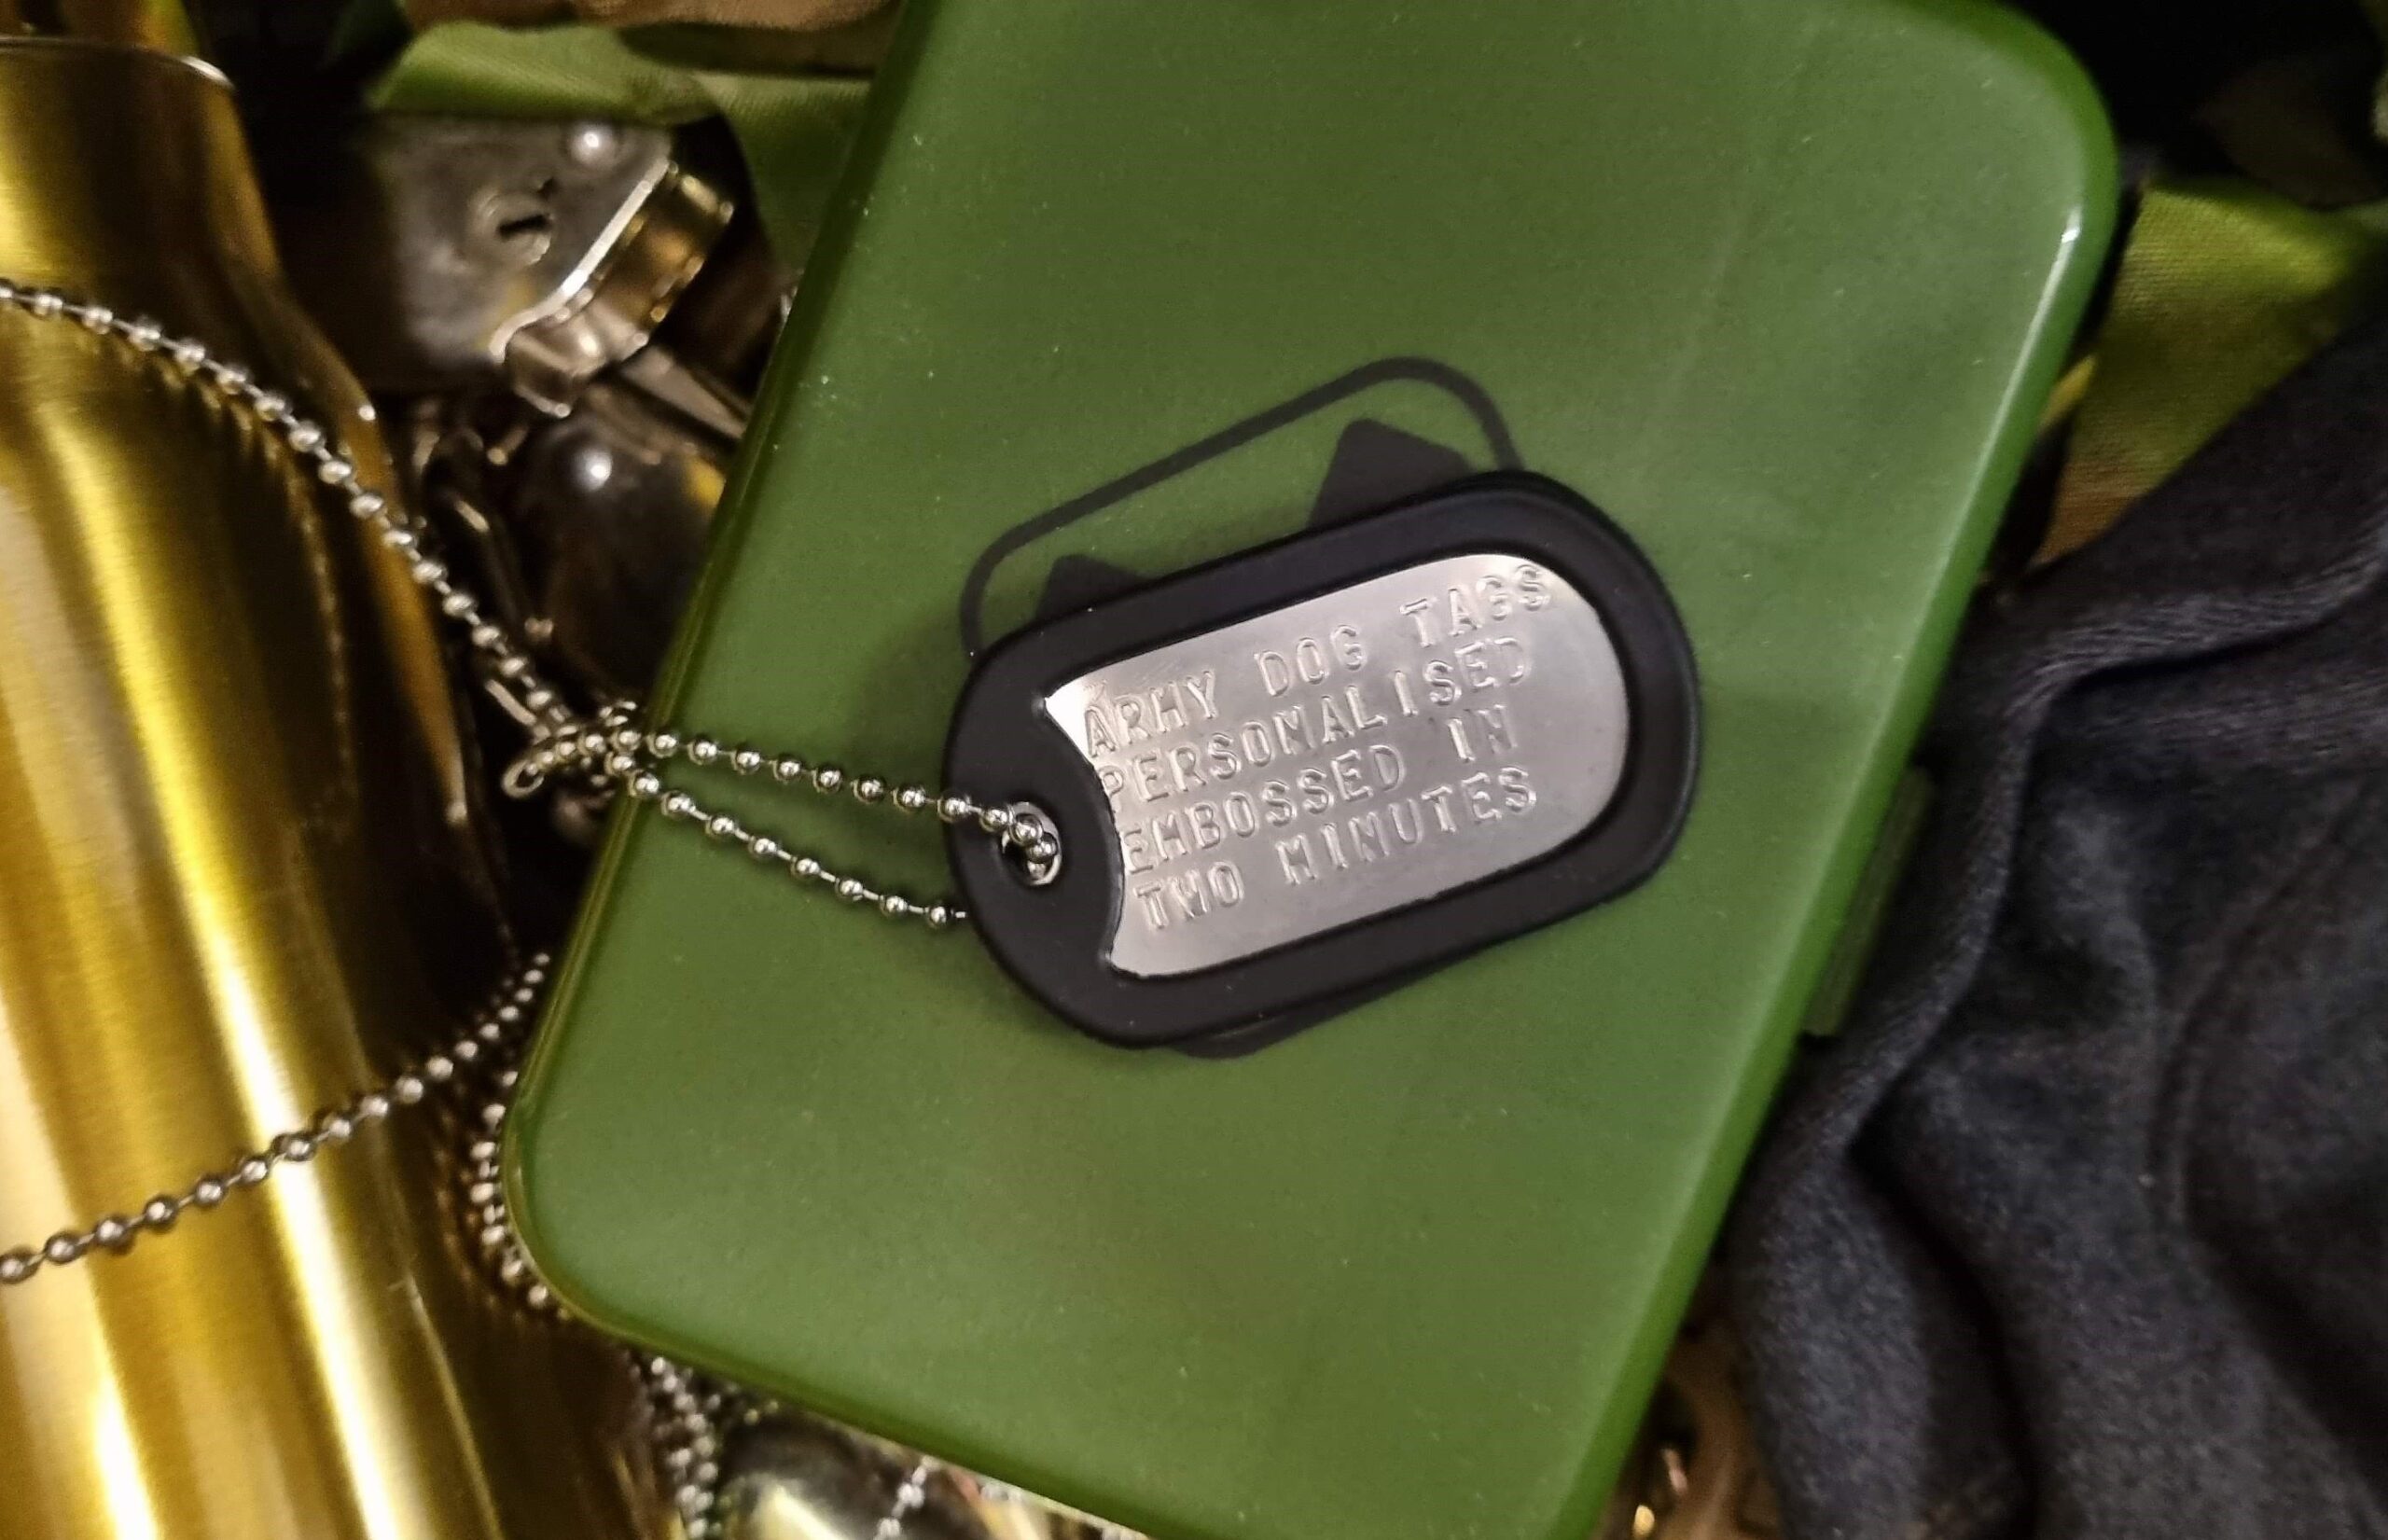 ARMY DOG TAGS
PERSONALISED
EMBOSSED IN
TWO MINUTES